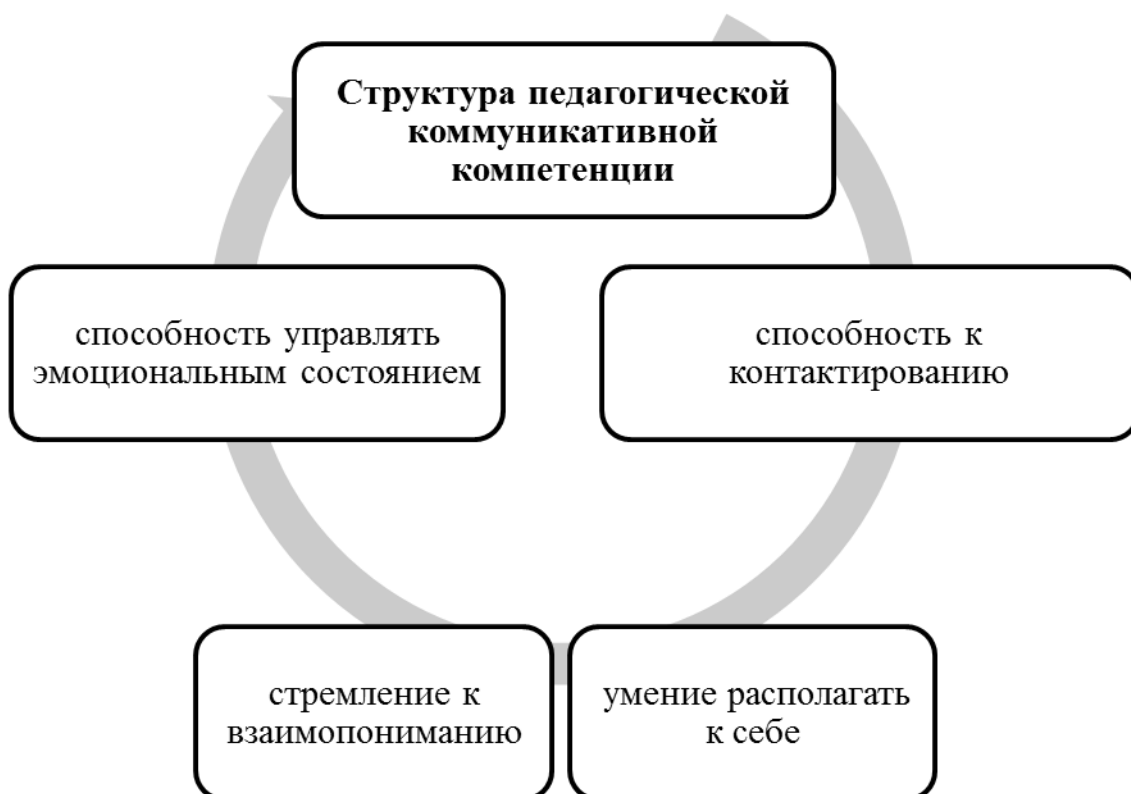 Структура педагогической
коммуникативной
компетенции
способность управлять
эмоциональным состоянием
способность к
контактированию
стремление к
взаимопониманию
умение располагать
к себе